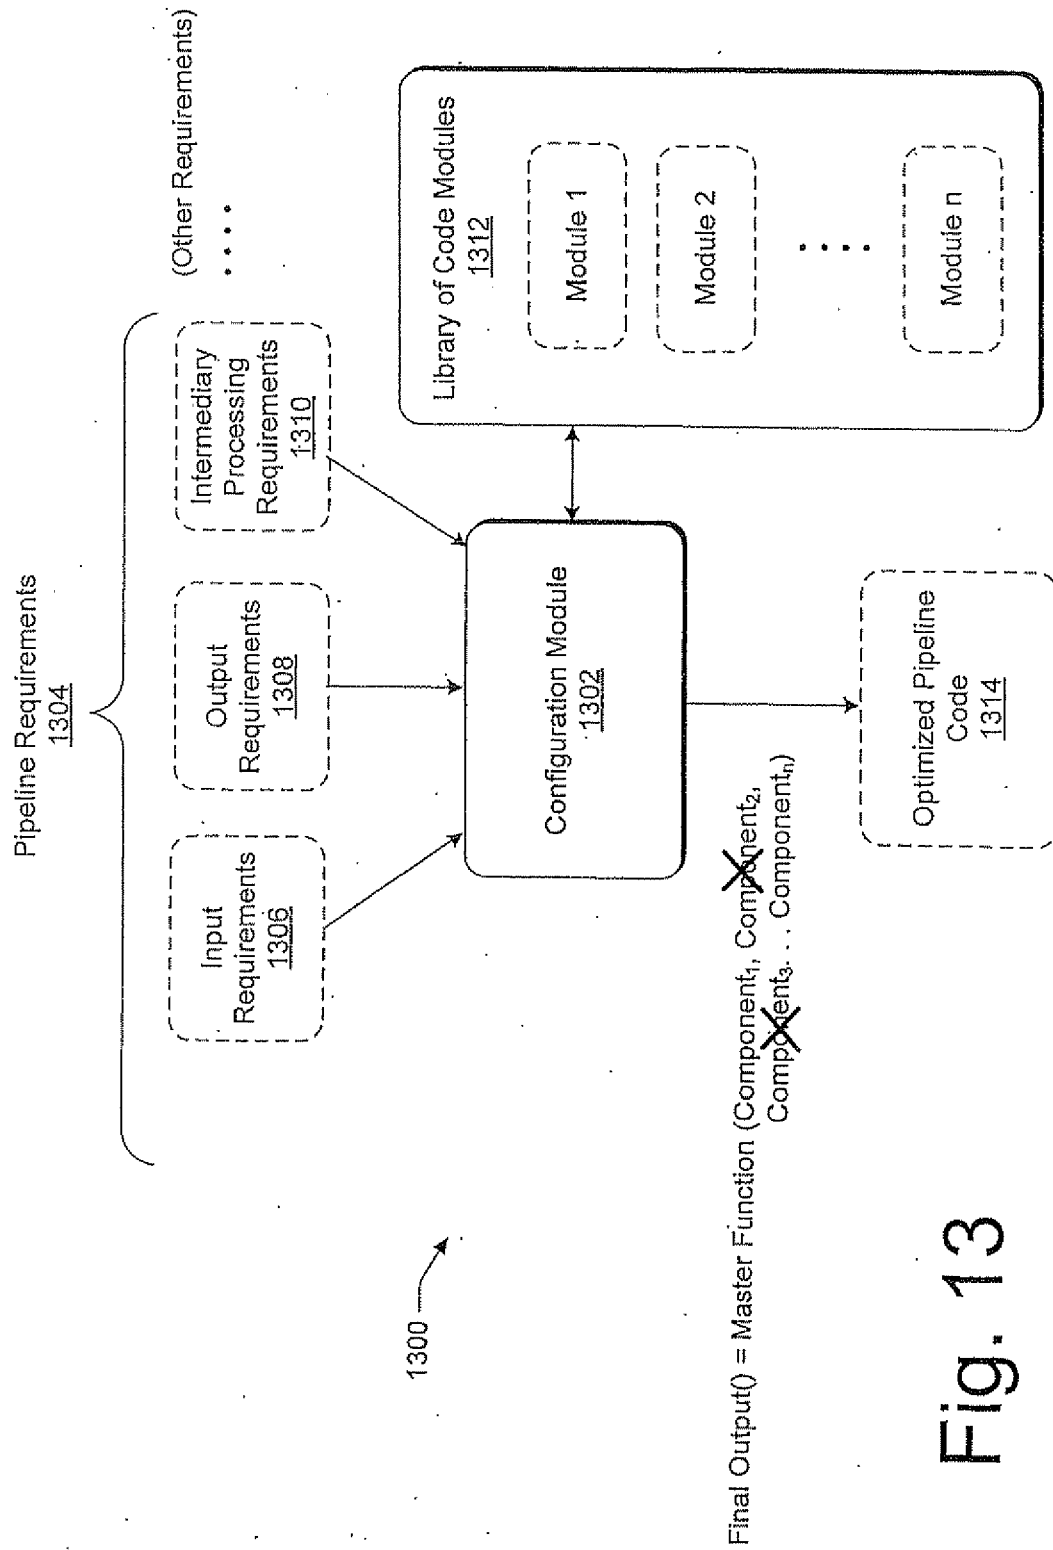 Pipeline Requirements
1304
(Other Requirements)
Input
Requirements
1306
Output
Requirements
1308
Intermediary
Processing
Requirements
1310
1300
Configuration Module
1302
Library of Code Modules
1312
Module 1
Module 2
Module n
Final Output() = Master Function (Component₁, Component₂,
Component₃. . . Componentₙ)
Optimized Pipeline
Code
1314
Fig. 13